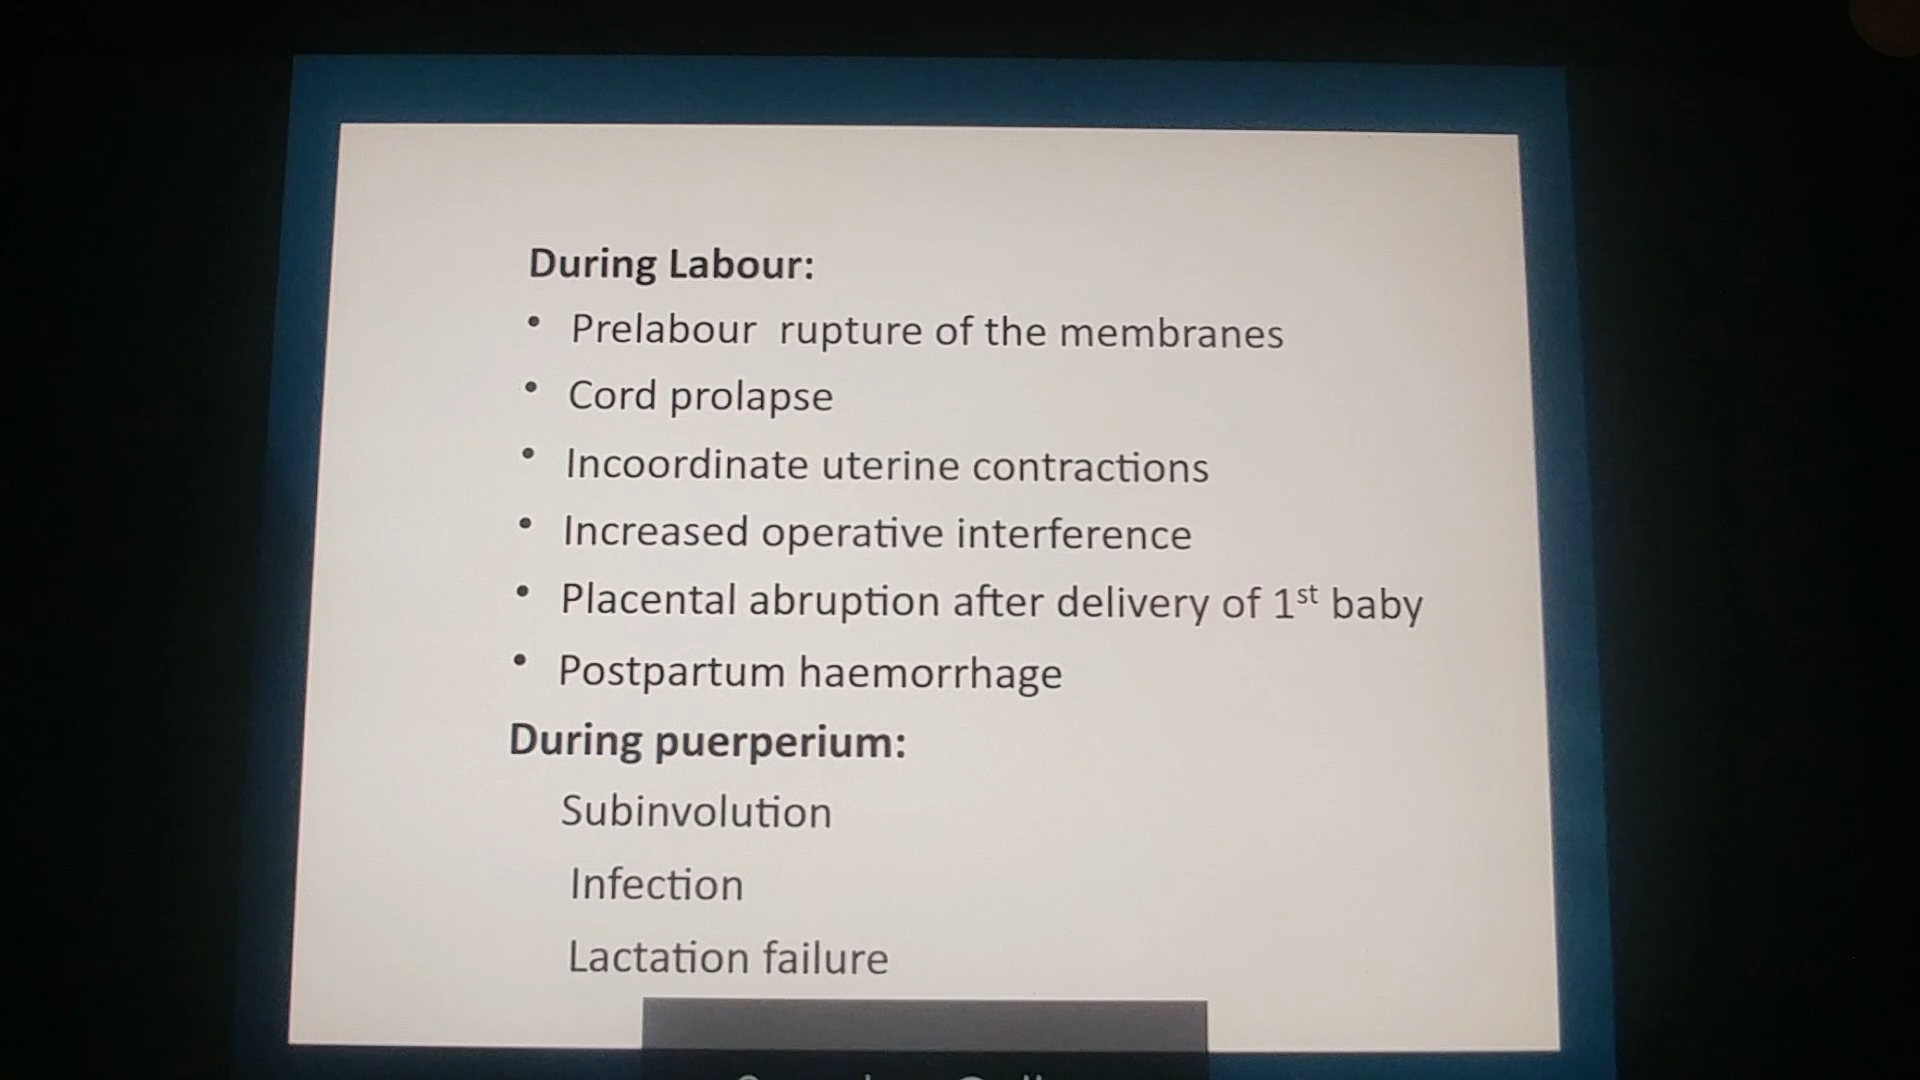 During Labour:
• Prelabour rupture of the membranes
• Cord prolapse
• Incoordinate uterine contractions
• Increased operative interference
• Placental abruption after delivery of 1st baby
• Postpartum haemorrhage
During puerperium:
Subinvolution
Infection
Lactation failure